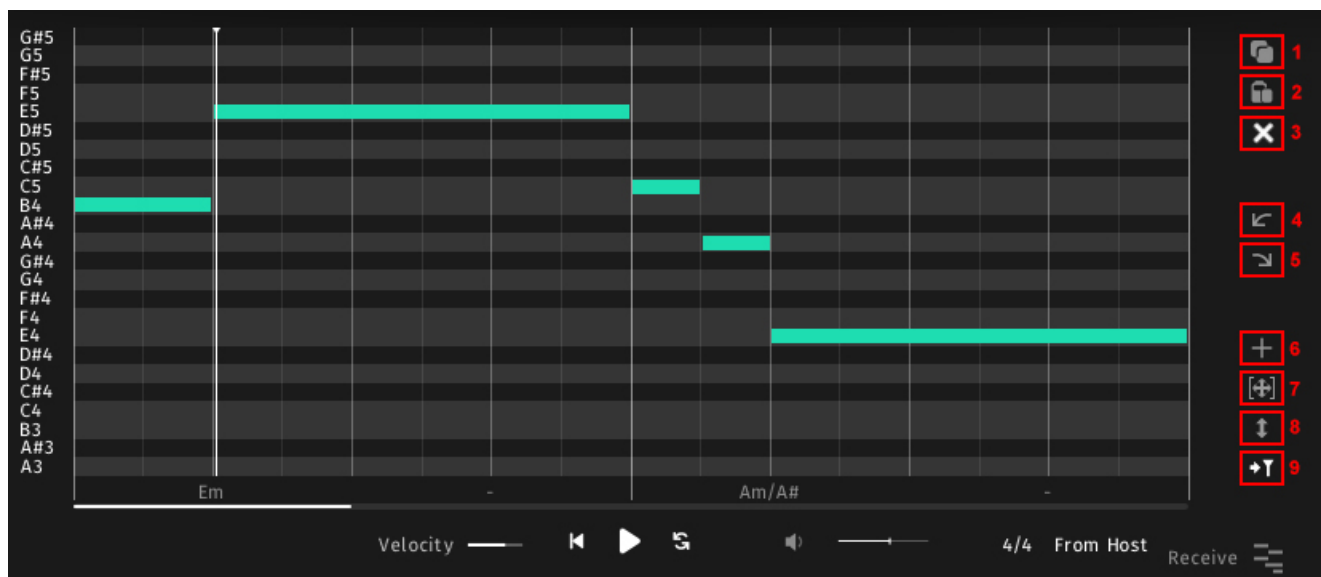 G#5
G5
F#5
F5
E5
D#5
D5
C#5
C5
B4
A#4
A4
G#4
G4
F#4
F4
E4
D#4
D4
C#4
C4
B3
A#3
A3
Em - Am/A# -
Velocity 4/4 From Host Receive
1
2
3
4
5
6
7
8
9